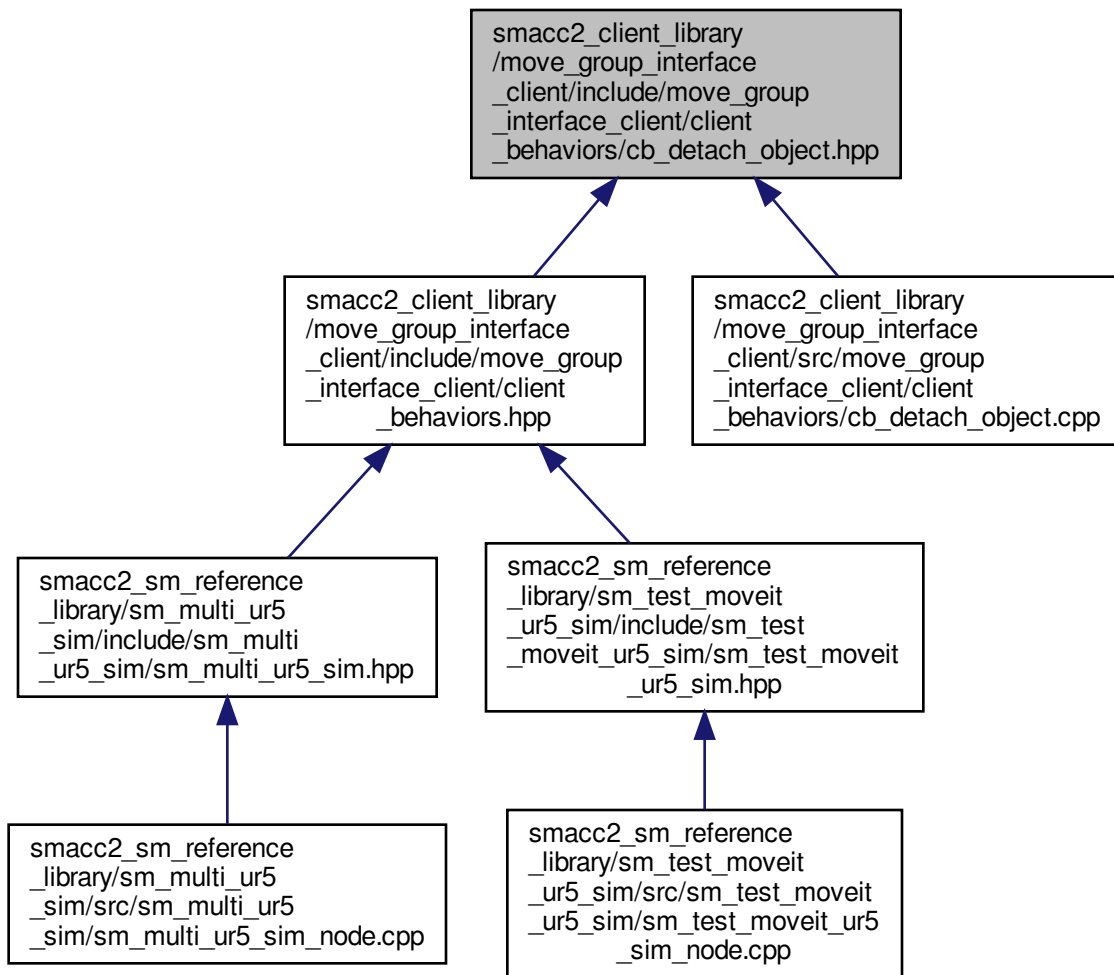 smacc2_client_library
/move_group_interface
_client/include/move_group
_interface_client/client
_behaviors/cb_detach_object.hpp
smacc2_client_library
/move_group_interface
_client/include/move_group
_interface_client/client
_behaviors.hpp
smacc2_client_library
/move_group_interface
_client/src/move_group
_interface_client/client
_behaviors/cb_detach_object.cpp
smacc2_sm_reference
_library/sm_multi_ur5
_sim/include/sm_multi
_ur5_sim/sm_multi_ur5_sim.hpp
smacc2_sm_reference
_library/sm_test_moveit
_ur5_sim/include/sm_test
_moveit_ur5_sim/sm_test_moveit
_ur5_sim.hpp
smacc2_sm_reference
_library/sm_multi_ur5
_sim/src/sm_multi_ur5
_sim/sm_multi_ur5_sim_node.cpp
smacc2_sm_reference
_library/sm_test_moveit
_ur5_sim/src/sm_test_moveit
_ur5_sim/sm_test_moveit_ur5
_sim_node.cpp